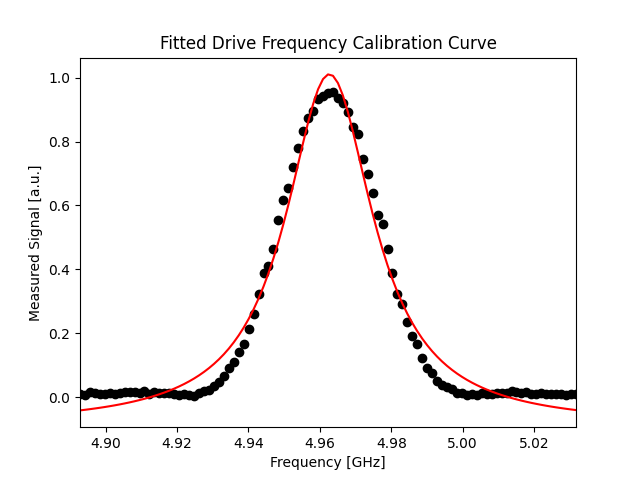 Fitted Drive Frequency Calibration Curve
Measured Signal [a.u.]
1.0
0.8
0.6
0.4
0.2
0.0
4.90 4.92 4.94 4.96 4.98 5.00 5.02
Frequency [GHz]